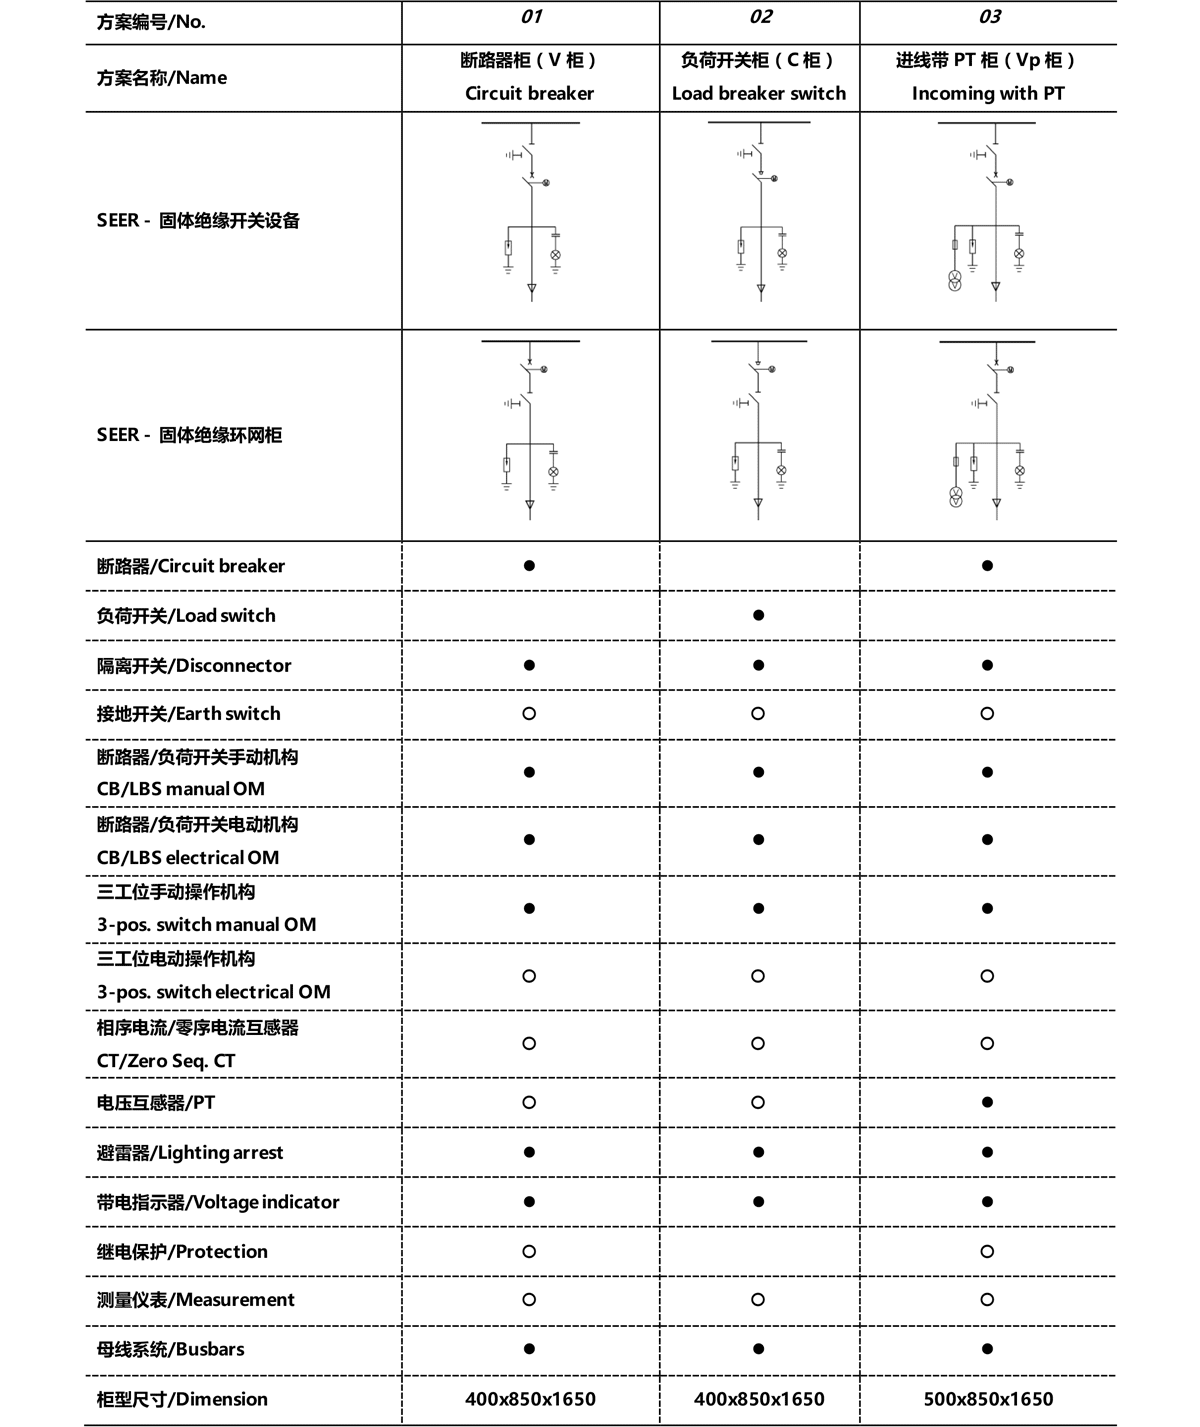 方案编号/No. 01 02 03
方案名称/Name 断路器柜（V 柜） 负荷开关柜（C 柜） 进线带 PT 柜（Vp 柜）
Circuit breaker Load breaker switch Incoming with PT
SEER - 固体绝缘开关设备
SEER - 固体绝缘环网柜
断路器/Circuit breaker ● ●
负荷开关/Load switch ●
隔离开关/Disconnector ● ● ●
接地开关/Earth switch ○ ○ ○
断路器/负荷开关手动机构
CB/LBS manual OM ● ● ●
断路器/负荷开关电动机构
CB/LBS electrical OM ● ● ●
三工位手动操作机构
3-pos. switch manual OM ● ● ●
三工位电动操作机构
3-pos. switch electrical OM ○ ○ ○
相序电流/零序电流互感器
CT/Zero Seq. CT ○ ○ ○
电压互感器/PT ○ ○ ●
避雷器/Lighting arrest ● ● ●
带电指示器/Voltage indicator ● ● ●
继电保护/Protection ○ ○
测量仪表/Measurement ○ ○ ○
母线系统/Busbars ● ● ●
柜型尺寸/Dimension 400x850x1650 400x850x1650 500x850x1650